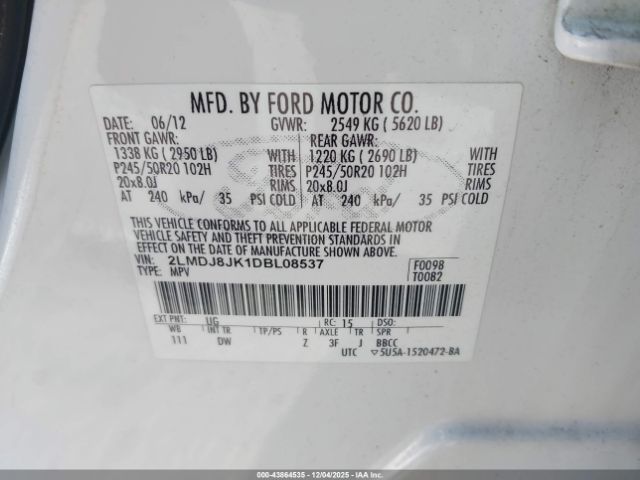 MFD. BY FORD MOTOR CO.
DATE: 06/12 GVWR: 2549 KG ( 5620 LB)
FRONT GAWR: REAR GAWR:
1338 KG ( 2950 LB) WITH 1220 KG ( 2690 LB) WITH
P245/50R20 102H TIRES P245/50R20 102H TIRES
20x8.0J RIMS 20x8.0J RIMS
AT 240 kPa/ 35 PSI COLD AT 240 kPa/ 35 PSI COLD
THIS VEHICLE CONFORMS TO ALL APPLICABLE FEDERAL MOTOR
VEHICLE SAFETY AND THEFT PREVENTION STANDARDS IN
EFFECT ON THE DATE OF MANUFACTURE SHOWN ABOVE.
VIN: 2LMDJ8JK1DBL08537 F0098
TYPE: MPV T0082
EXT PNT: UG RC: 15 DSO:
WB INT TR TP/PS R AXLE TR SPR
111 DW Z 3F J BBCC
UTC ▽5U5A-1520472-BA
000-43864535 - 12/04/2025 - IAA Holdings, LLC.